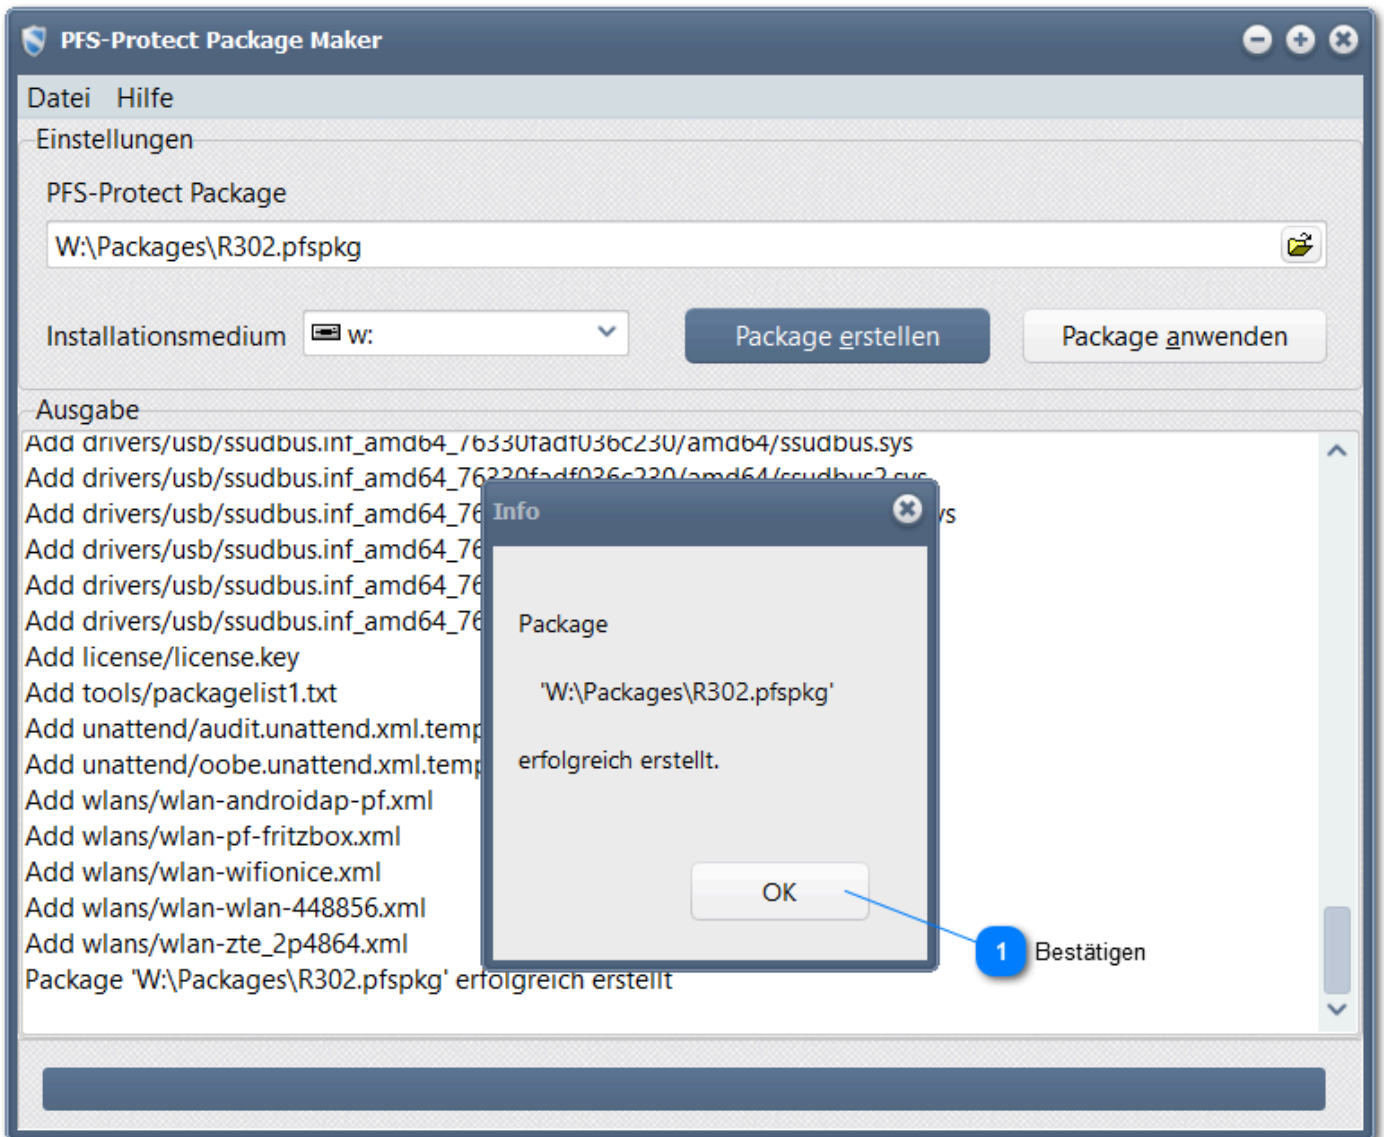 PFS-Protect Package Maker
Datei Hilfe
Einstellungen
PFS-Protect Package
W:\Packages\R302.pfspkg
Installationsmedium w: Package erstellen Package anwenden
Ausgabe
Add drivers/usb/ssudbus.inf_amd64_76330fadf036c230/amd64/ssudbus.sys
Add drivers/usb/ssudbus.inf_amd64_76330fadf036c230/amd64/ssudbus2.sys
Add drivers/usb/ssudbus.inf_amd64_76
Add drivers/usb/ssudbus.inf_amd64_76
Add drivers/usb/ssudbus.inf_amd64_76
Add drivers/usb/ssudbus.inf_amd64_76
Add license/license.key
Add tools/packagelist1.txt
Add unattend/audit.unattend.xml.temp
Add unattend/oobe.unattend.xml.temp
Add wlans/wlan-androidap-pf.xml
Add wlans/wlan-pf-fritzbox.xml
Add wlans/wlan-wifionice.xml
Add wlans/wlan-wlan-448856.xml
Add wlans/wlan-zte_2p4864.xml
Package 'W:\Packages\R302.pfspkg' erfolgreich erstellt
Info
Package
'W:\Packages\R302.pfspkg'
erfolgreich erstellt.
OK
1 Bestätigen